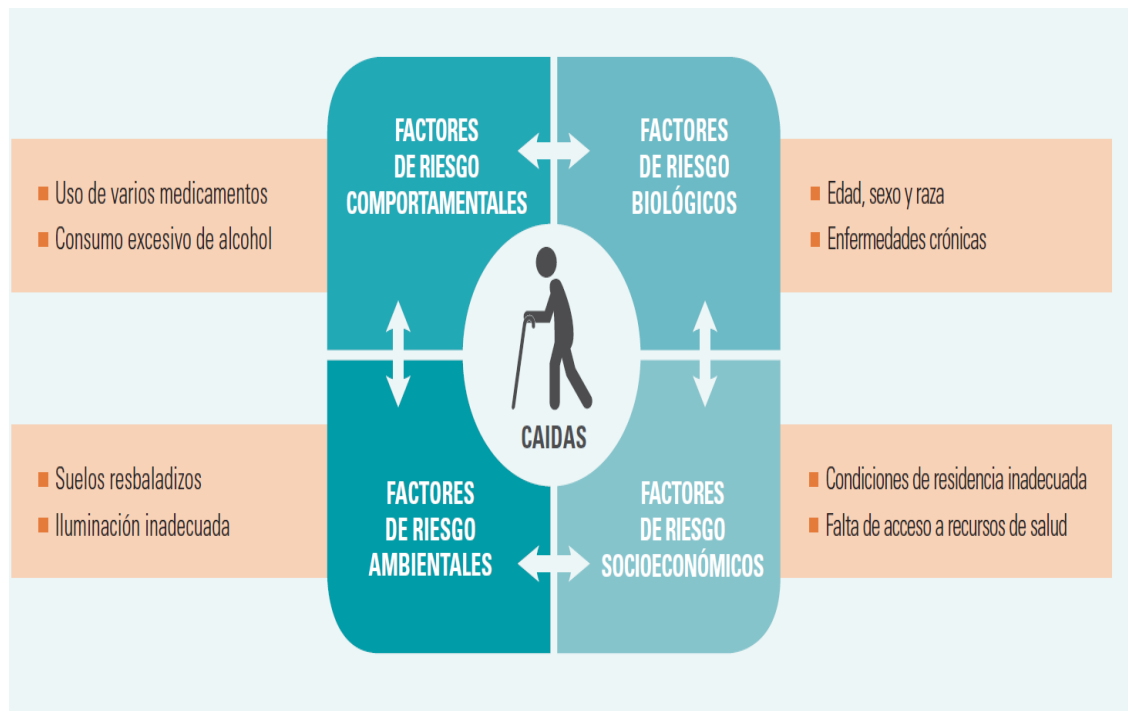 FACTORES
DE RIESGO
COMPORTAMENTALES
Uso de varios medicamentos
Consumo excesivo de alcohol
FACTORES
DE RIESGO
BIOLÓGICOS
Edad, sexo y raza
Enfermedades crónicas
CAIDAS
FACTORES
DE RIESGO
AMBIENTALES
Suelos resbaladizos
Iluminación inadecuada
FACTORES
DE RIESGO
SOCIOECONÓMICOS
Condiciones de residencia inadecuada
Falta de acceso a recursos de salud